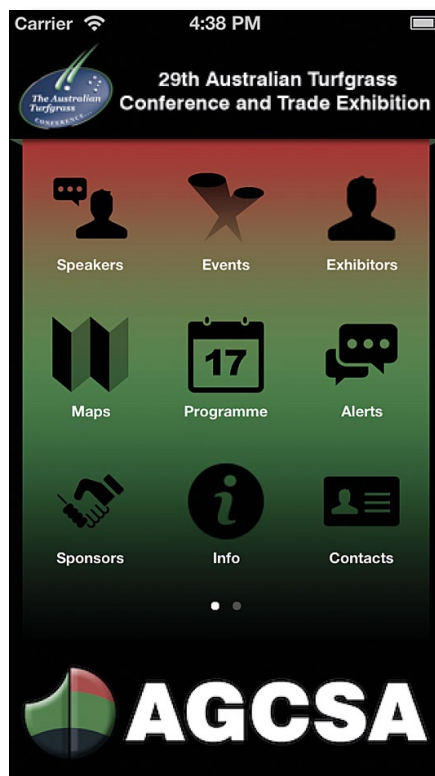 Carrier 4:38 PM
The Australian
Turfgrass
CONFERENCE...
29th Australian Turfgrass
Conference and Trade Exhibition
Speakers Events Exhibitors
17
Maps Programme Alerts
i
Sponsors Info Contacts
AGCSA